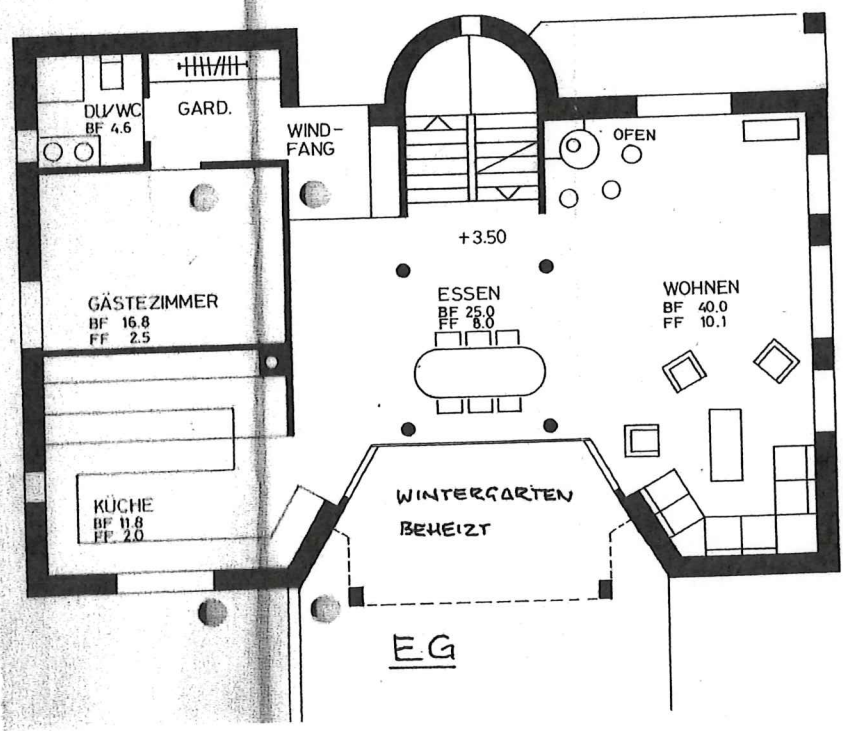 DU/WC
BF 4.6
GARD.
WIND-
FANG
OFEN
+3.50
GÄSTEZIMMER
BF 16.8
FF 2.5
ESSEN
BF 25.0
FF 8.0
WOHNEN
BF 40.0
FF 10.1
KÜCHE
BF 11.8
FF 2.0
WINTERGARTEN
BEHEIZT
E.G